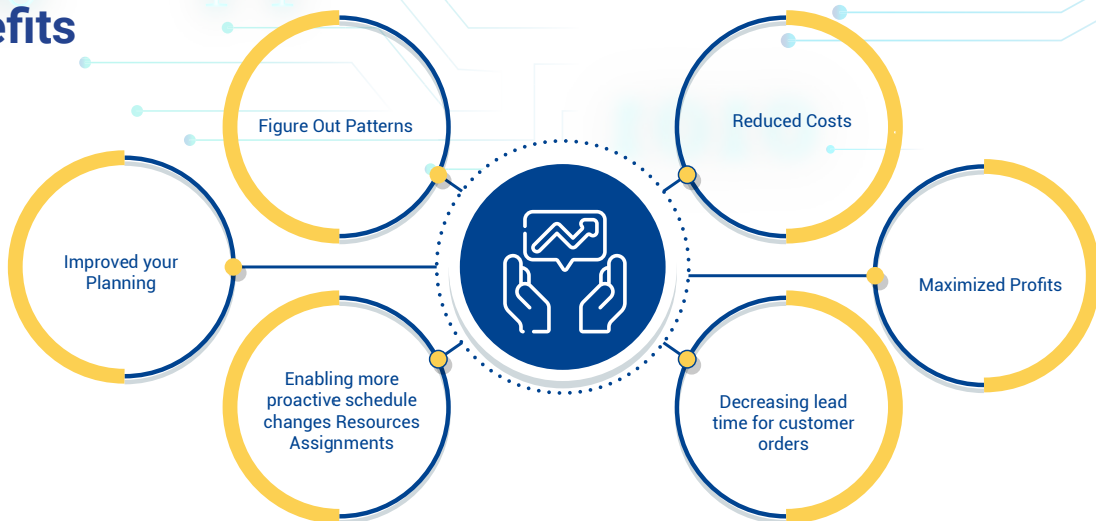 efits
Figure Out Patterns
Reduced Costs
Improved your
Planning
Maximized Profits
Enabling more
proactive schedule
changes Resources
Assignments
Decreasing lead
time for customer
orders